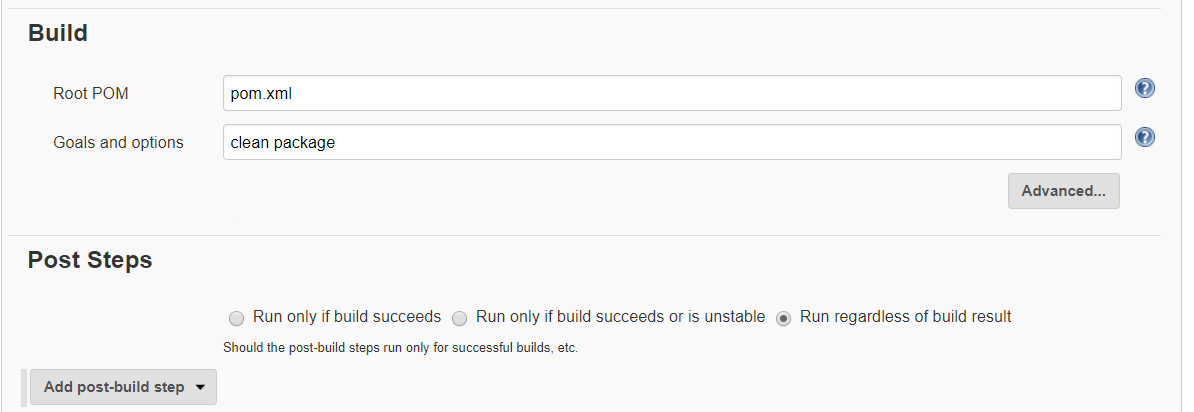 Build
Root POM pom.xml ?
Goals and options clean package ?
Advanced...
Post Steps
Run only if build succeeds Run only if build succeeds or is unstable Run regardless of build result
Should the post-build steps run only for successful builds, etc.
Add post-build step